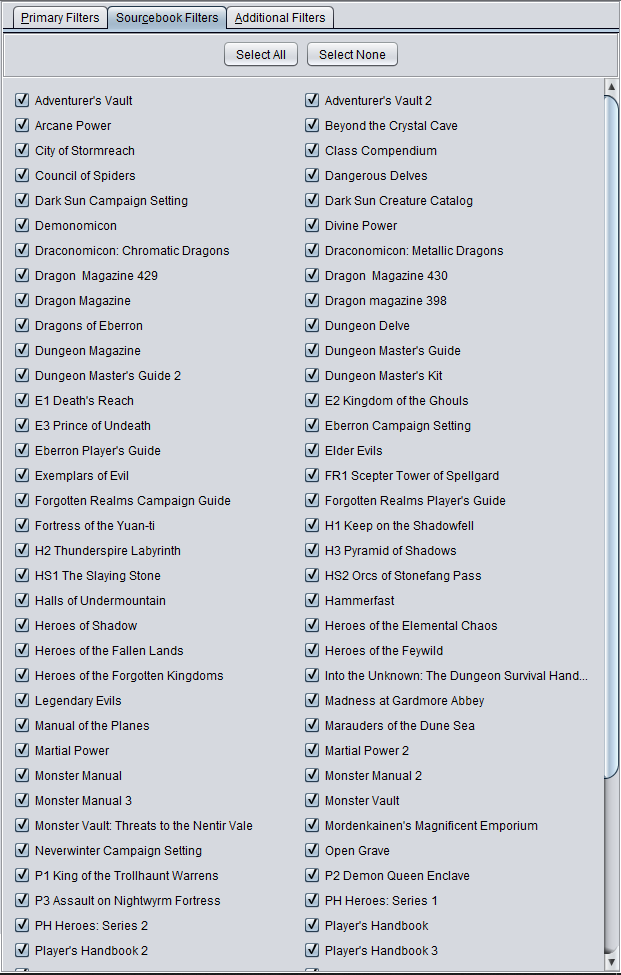 Primary Filters Sourcebook Filters Additional Filters
Select All Select None
Adventurer's Vault Adventurer's Vault 2
Arcane Power Beyond the Crystal Cave
City of Stormreach Class Compendium
Council of Spiders Dangerous Delves
Dark Sun Campaign Setting Dark Sun Creature Catalog
Demonomicon Divine Power
Draconomicon: Chromatic Dragons Draconomicon: Metallic Dragons
Dragon  Magazine 429 Dragon  Magazine 430
Dragon Magazine Dragon magazine 398
Dragons of Eberron Dungeon Delve
Dungeon Magazine Dungeon Master's Guide
Dungeon Master's Guide 2 Dungeon Master's Kit
E1 Death's Reach E2 Kingdom of the Ghouls
E3 Prince of Undeath Eberron Campaign Setting
Eberron Player's Guide Elder Evils
Exemplars of Evil FR1 Scepter Tower of Spellgard
Forgotten Realms Campaign Guide Forgotten Realms Player's Guide
Fortress of the Yuan-ti H1 Keep on the Shadowfell
H2 Thunderspire Labyrinth H3 Pyramid of Shadows
HS1 The Slaying Stone HS2 Orcs of Stonefang Pass
Halls of Undermountain Hammerfast
Heroes of Shadow Heroes of the Elemental Chaos
Heroes of the Fallen Lands Heroes of the Feywild
Heroes of the Forgotten Kingdoms Into the Unknown: The Dungeon Survival Hand...
Legendary Evils Madness at Gardmore Abbey
Manual of the Planes Marauders of the Dune Sea
Martial Power Martial Power 2
Monster Manual Monster Manual 2
Monster Manual 3 Monster Vault
Monster Vault: Threats to the Nentir Vale Mordenkainen's Magnificent Emporium
Neverwinter Campaign Setting Open Grave
P1 King of the Trollhaunt Warrens P2 Demon Queen Enclave
P3 Assault on Nightwyrm Fortress PH Heroes: Series 1
PH Heroes: Series 2 Player's Handbook
Player's Handbook 2 Player's Handbook 3